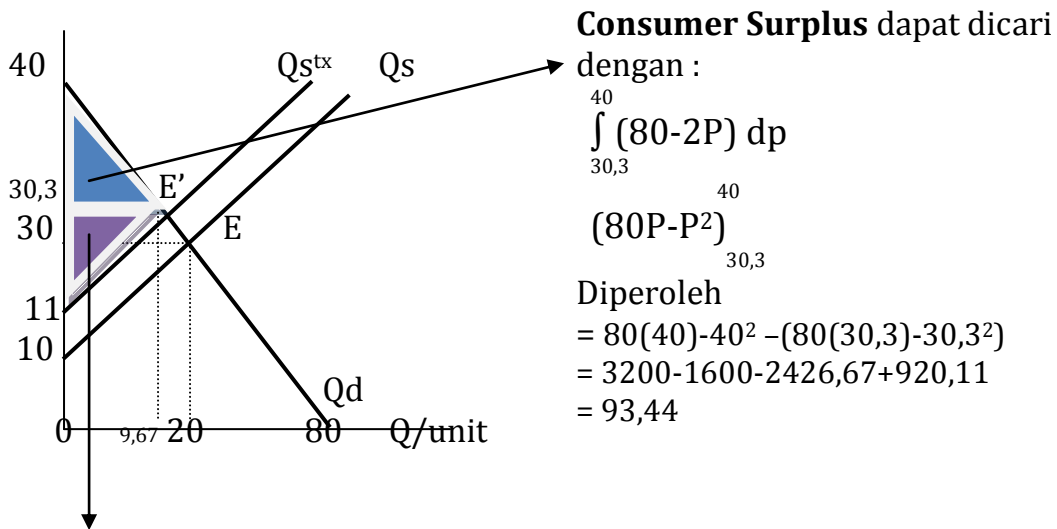 Consumer Surplus dapat dicari
dengan :
40
∫ (80-2P) dp
30,3
40
(80P-P²)
30,3
Diperoleh
= 80(40)-40² –(80(30,3)-30,3²)
= 3200-1600-2426,67+920,11
= 93,44
40
Qsᵗˣ Qs
30,3
E’
30
E
11
10
Qd
0 9,67 20 80 Q/unit